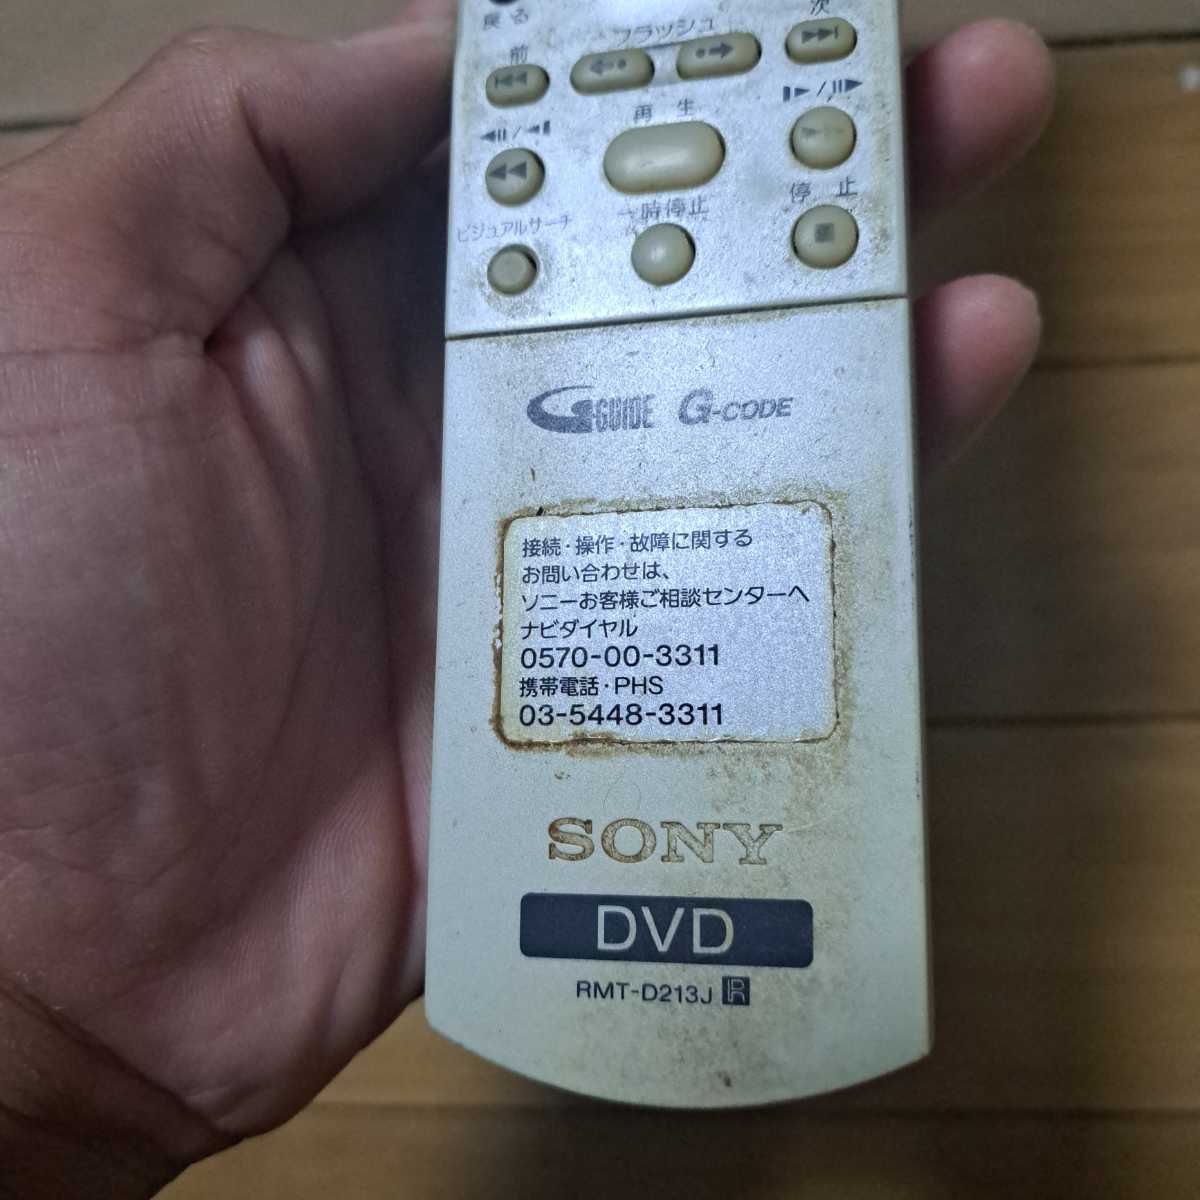 戻る
次
フラッシュ
前
再生
停止
一時停止
ビジュアルサーチ
G-GUIDE G-CODE
接続・操作・故障に関する
お問い合わせは、
ソニーお客様ご相談センターへ
ナビダイヤル
0570-00-3311
携帯電話・PHS
03-5448-3311
SONY
DVD
RMT-D213J R